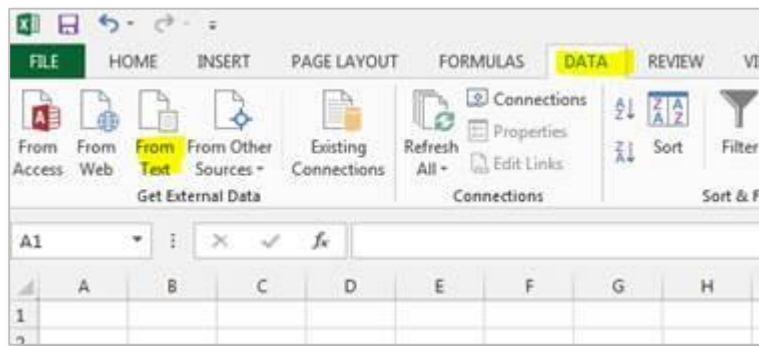 FILE HOME INSERT PAGE LAYOUT FORMULAS DATA REVIEW
From Access
From Web
From Text
From Other Sources
Existing Connections
Refresh All
Connections
Properties
Edit Links
Sort
Filter
Get External Data
Connections
A1
fx
A B C D E F G H
1